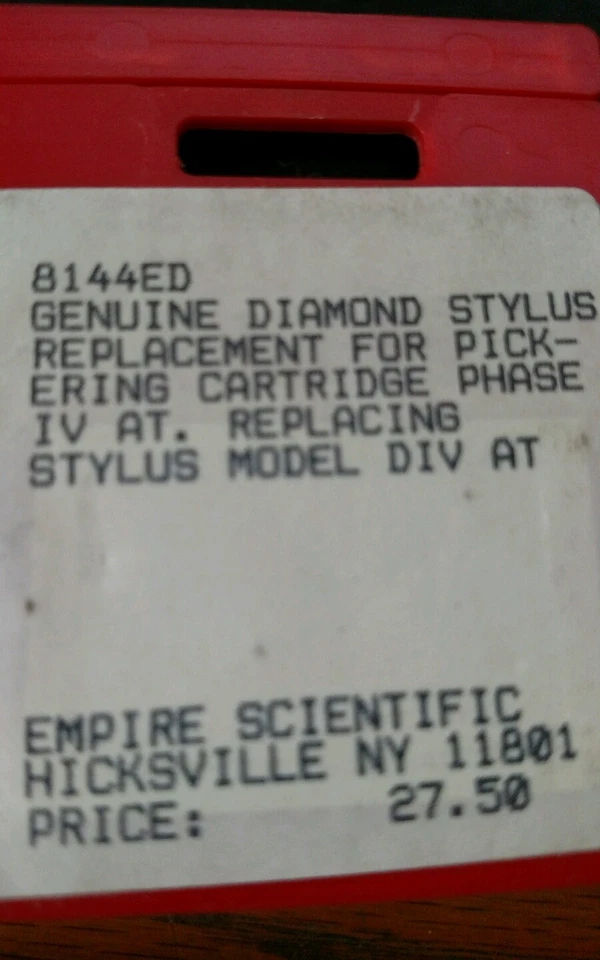 8144ED
GENUINE DIAMOND STYLUS
REPLACEMENT FOR PICK-
ERING CARTRIDGE PHASE
IV AT. REPLACING
STYLUS MODEL DIV AT
EMPIRE SCIENTIFIC
HICKSVILLE NY 11801
PRICE: 27.50